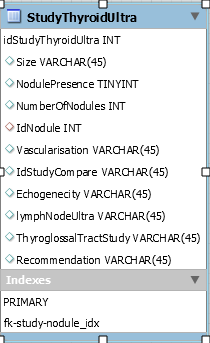 StudyThyroidUltra
idStudyThyroidUltra INT
Size VARCHAR(45)
NodulePresence TINYINT
NumberOfNodules INT
IdNodule INT
Vascularisation VARCHAR(45)
IdStudyCompare VARCHAR(45)
Echogenecity VARCHAR(45)
lymphNodeUltra VARCHAR(45)
ThyroglossalTractStudy VARCHAR(45)
Recommendation VARCHAR(45)
Indexes
PRIMARY
fk-study-nodule_idx